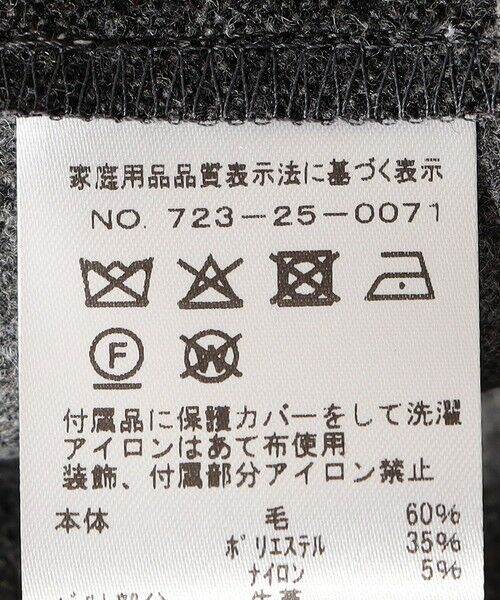 家庭用品品質表示法に基づく表示
NO. 723-25-0071
F
W
付属品に保護カバーをして洗濯
アイロンはあて布使用
装飾、付属部分アイロン禁止
本体 毛 60%
ポリエステル 35%
ナイロン 5%